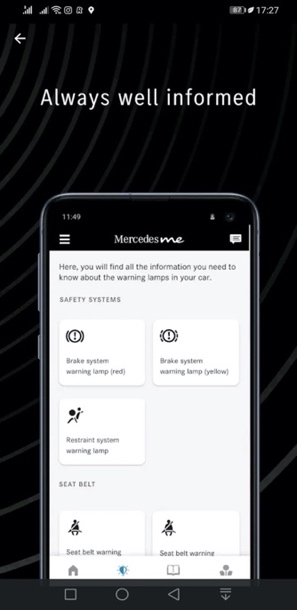 17:27
Always well informed
11:49
Mercedes me
Here, you will find all the information you need to
know about the warning lamps in your car.
SAFETY SYSTEMS
Brake system
warning lamp (red)
Brake system
warning lamp (yellow)
Restraint system
warning lamp
SEAT BELT
Seat belt warning
Seat belt warning